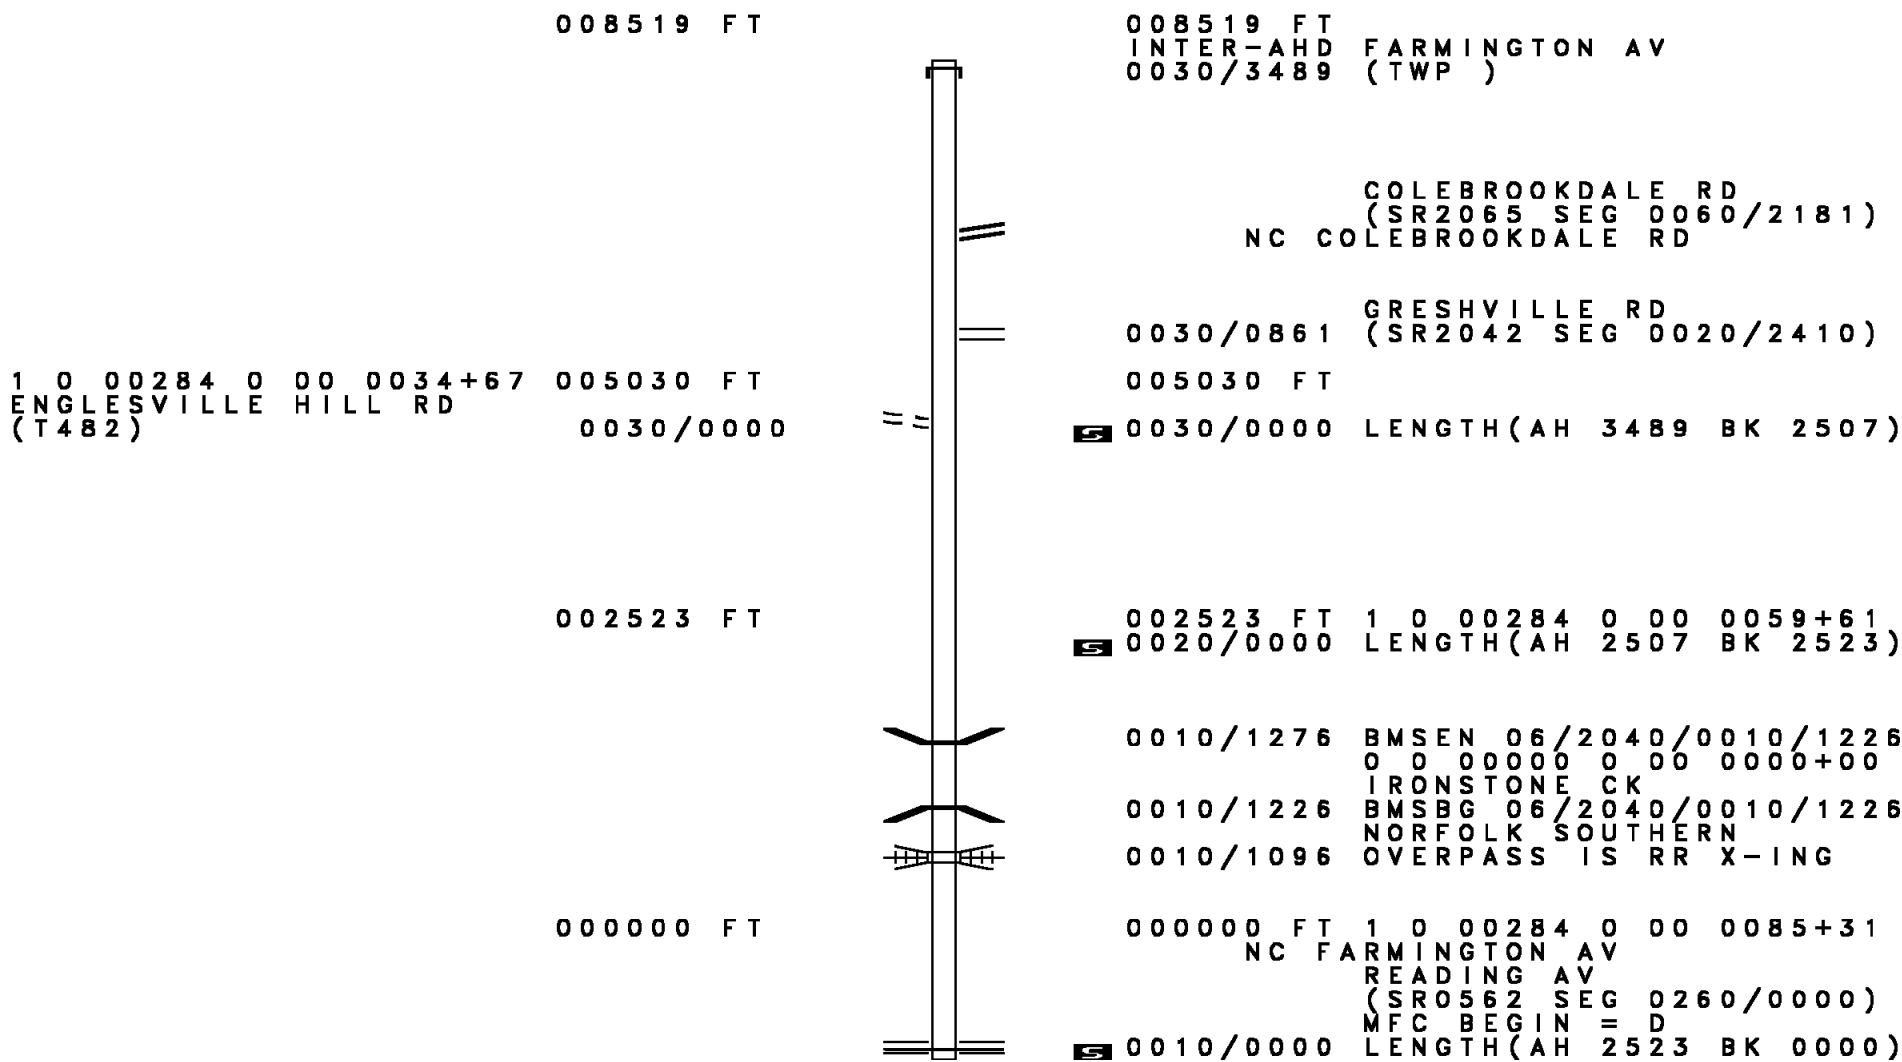 008519 FT 008519 FT
INTER-AHD FARMINGTON AV
0030/3489 (TWP )
COLEBROOKDALE RD
(SR2065 SEG 0060/2181)
NC COLEBROOKDALE RD
GRESHVILLE RD
0030/0861 (SR2042 SEG 0020/2410)
1 0 00284 0 00 0034+67 005030 FT 005030 FT
ENGLESVILLE HILL RD
(T482) 0030/0000 S 0030/0000 LENGTH(AH 3489 BK 2507)
002523 FT 002523 FT 1 0 00284 0 00 0059+61
S 0020/0000 LENGTH(AH 2507 BK 2523)
0010/1276 BMSEN 06/2040/0010/1226
0 0 00000 0 00 0000+00
IRONSTONE CK
0010/1226 BMSBG 06/2040/0010/1226
NORFOLK SOUTHERN
0010/1096 OVERPASS IS RR X-ING
000000 FT 000000 FT 1 0 00284 0 00 0085+31
NC FARMINGTON AV
READING AV
(SR0562 SEG 0260/0000)
MFC BEGIN = D
S 0010/0000 LENGTH(AH 2523 BK 0000)